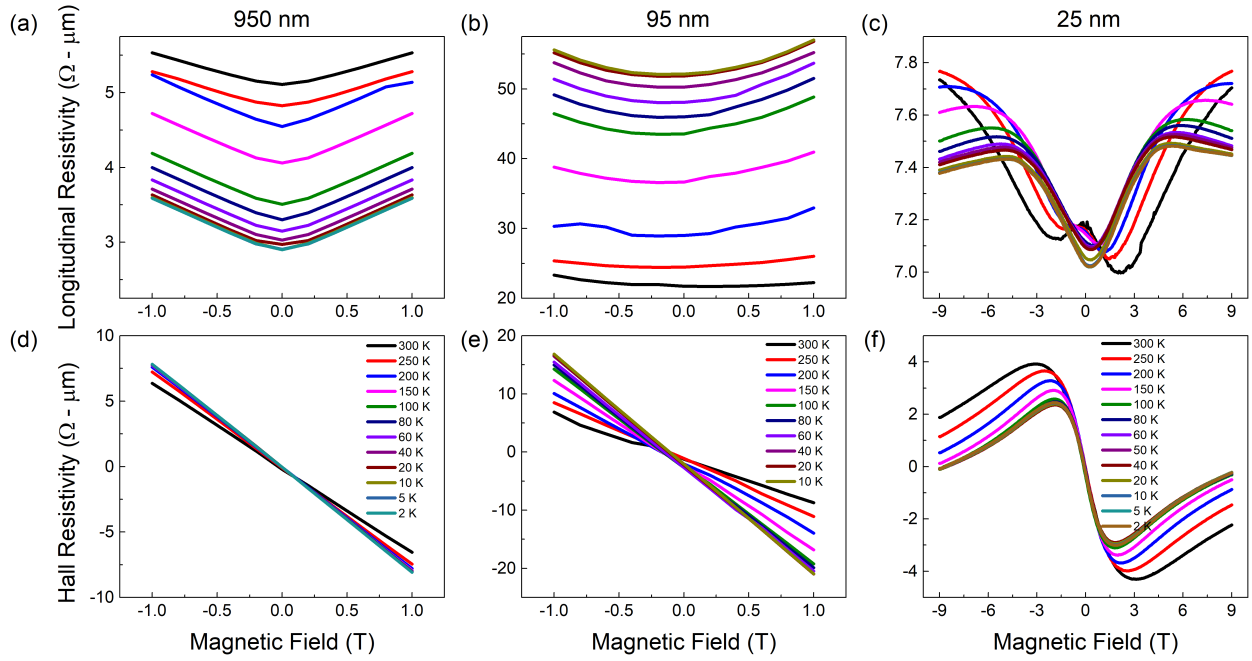 (a)
950 nm
(b)
95 nm
(c)
25 nm
Longitudinal Resistivity (Ω - μm)
5
4
3
-1.0
-0.5
0.0
0.5
1.0
50
40
30
20
-1.0
-0.5
0.0
0.5
1.0
7.8
7.6
7.4
7.2
7.0
-9
-6
-3
0
3
6
9
(d)
(e)
(f)
Hall Resistivity (Ω - μm)
10
5
0
-5
-10
-1.0
-0.5
0.0
0.5
1.0
300 K
250 K
200 K
150 K
100 K
80 K
60 K
40 K
20 K
10 K
5 K
2 K
Magnetic Field (T)
20
10
0
-10
-20
-1.0
-0.5
0.0
0.5
1.0
300 K
250 K
200 K
150 K
100 K
80 K
60 K
40 K
20 K
10 K
Magnetic Field (T)
4
2
0
-2
-4
-9
-6
-3
0
3
6
9
300 K
250 K
200 K
150 K
100 K
80 K
60 K
50 K
40 K
20 K
10 K
5 K
2 K
Magnetic Field (T)